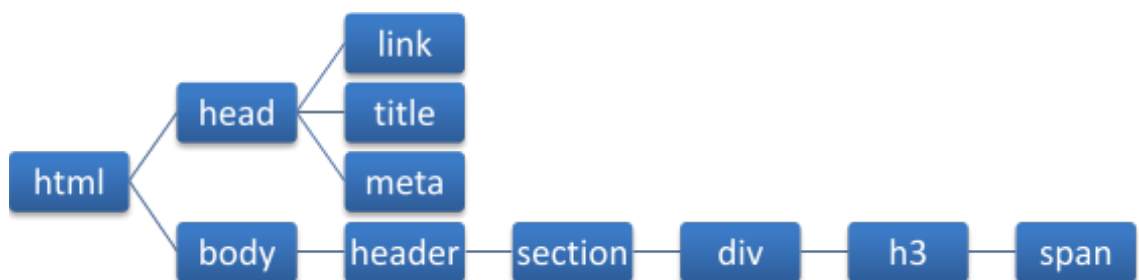 link
head
title
html
meta
body
header
section
div
h3
span